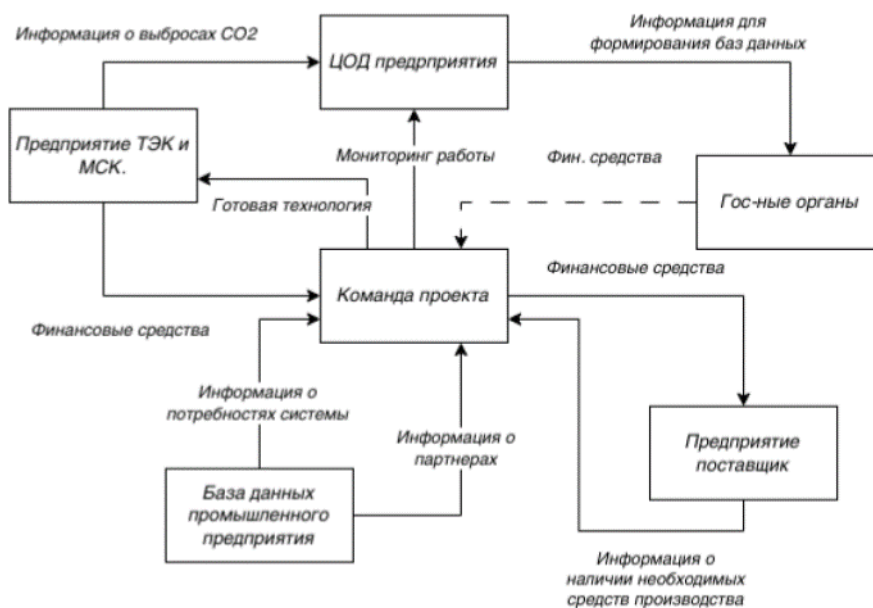 Информация о выбросах СО2
ЦОД предрприятия
Информация для
формирования баз данных
Предприятие ТЭК и
МСК.
Мониторинг работы
Фин. средства
Готовая технология
Гос-ные органы
Команда проекта
Финансовые средства
Финансовые средства
Информация о
потребностях системы
Информация о
партнерах
Предприятие
поставщик
База данных
промышленного
предприятия
Информация о
наличии необходимых
средств производства